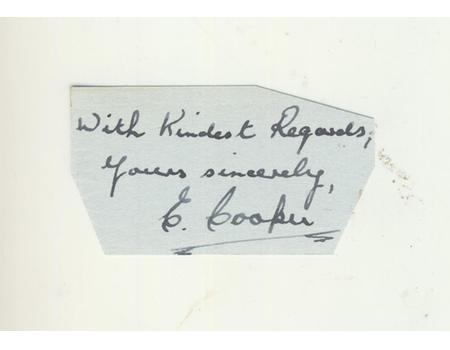 With Kindest Regards,
Yours sincerely,
E. Cooper